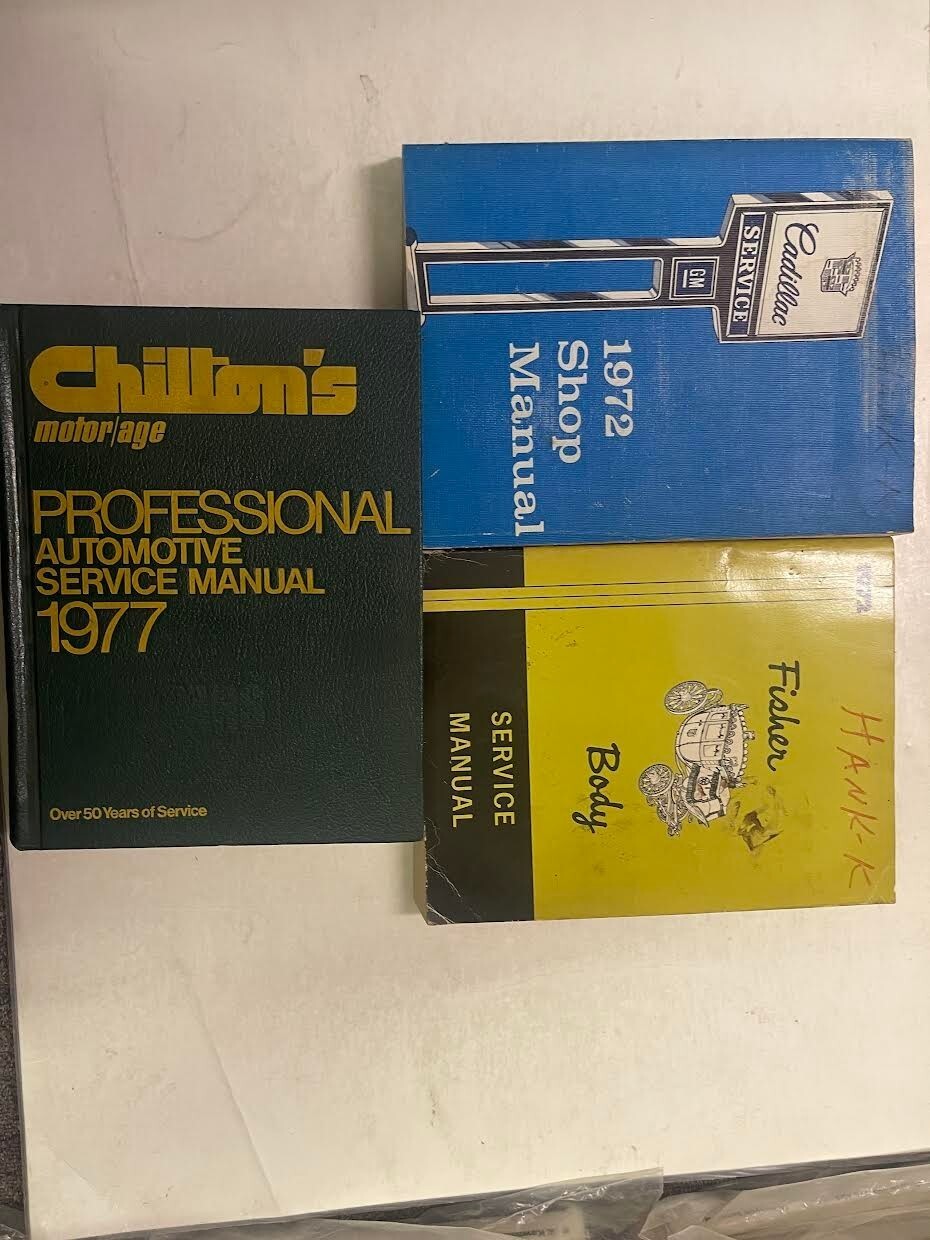 Chilton's
motor/age
PROFESSIONAL
AUTOMOTIVE
SERVICE MANUAL
1977
Over 50 Years of Service
Cadillac
SERVICE
GM
1972
Shop
Manual
1972
HANK-K
Fisher
Body
SERVICE
MANUAL